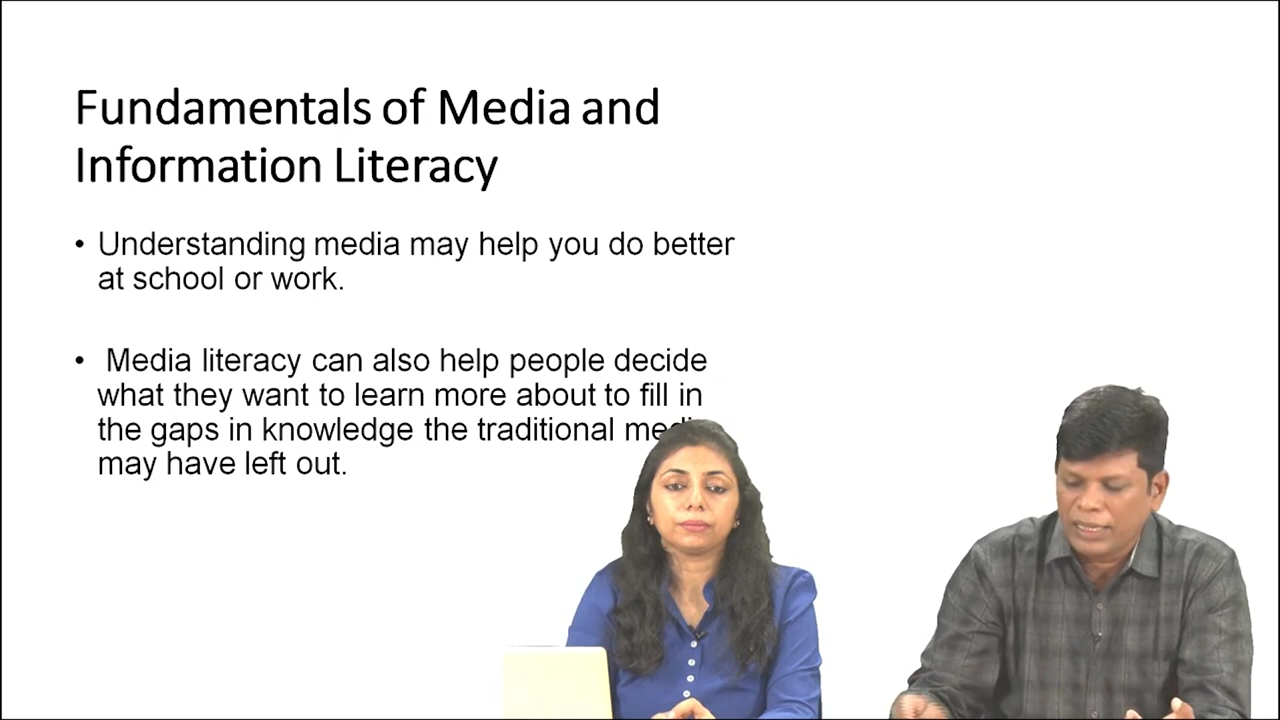 Fundamentals of Media and
Information Literacy
• Understanding media may help you do better
at school or work.
• Media literacy can also help people decide
what they want to learn more about to fill in
the gaps in knowledge the traditional media
may have left out.